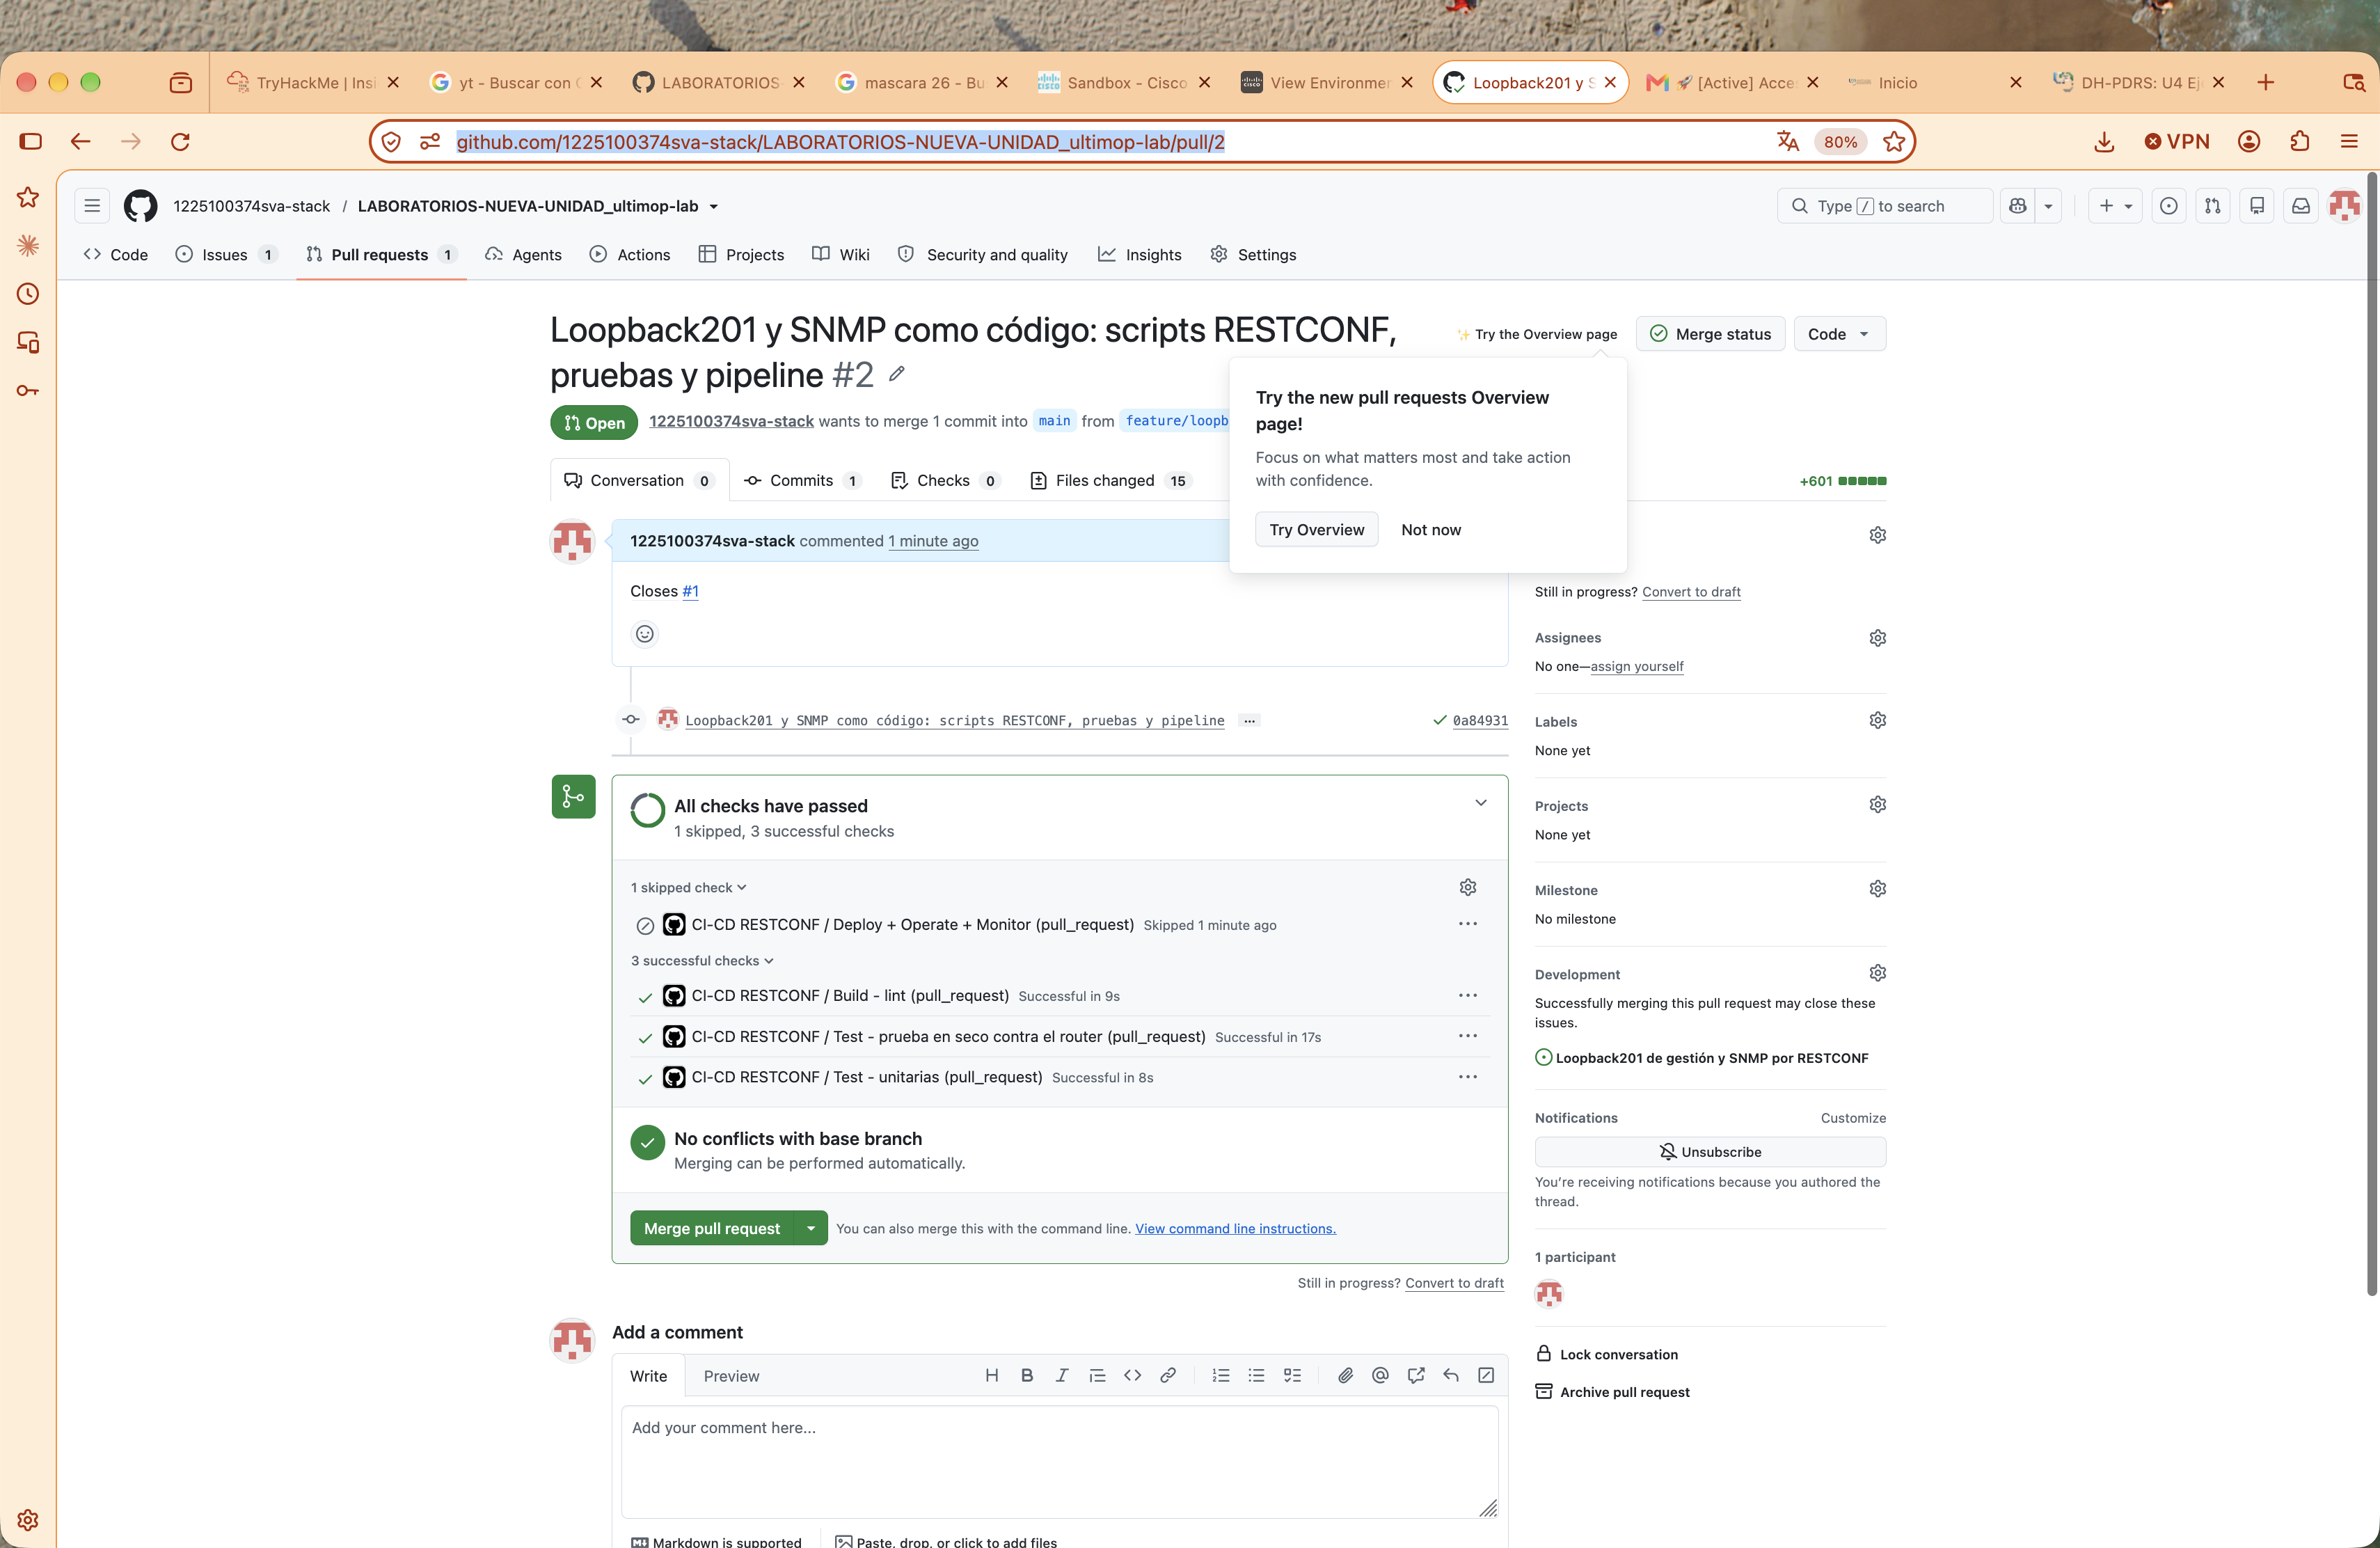 TryHackMe | Insi
yt - Buscar con G
LABORATORIOS-
mascara 26 - Bu
Sandbox - Cisco
View Environmen
Loopback201 y S
🚀 [Active] Acce
Inicio
DH-PDRS: U4 Ej
github.com/1225100374sva-stack/LABORATORIOS-NUEVA-UNIDAD_ultimop-lab/pull/2
80%
VPN
1225100374sva-stack / LABORATORIOS-NUEVA-UNIDAD_ultimop-lab
Type / to search
Code
Issues 1
Pull requests 1
Agents
Actions
Projects
Wiki
Security and quality
Insights
Settings
Loopback201 y SNMP como código: scripts RESTCONF,
pruebas y pipeline #2
✨ Try the Overview page
Merge status
Code
Open
1225100374sva-stack wants to merge 1 commit into main from feature/loopb
Try the new pull requests Overview
page!
Focus on what matters most and take action
with confidence.
Try Overview
Not now
Conversation 0
Commits 1
Checks 0
Files changed 15
+601
1225100374sva-stack commented 1 minute ago
Closes #1
Loopback201 y SNMP como código: scripts RESTCONF, pruebas y pipeline ...
0a84931
All checks have passed
1 skipped, 3 successful checks
1 skipped check
CI-CD RESTCONF / Deploy + Operate + Monitor (pull_request) Skipped 1 minute ago
3 successful checks
CI-CD RESTCONF / Build - lint (pull_request) Successful in 9s
CI-CD RESTCONF / Test - prueba en seco contra el router (pull_request) Successful in 17s
CI-CD RESTCONF / Test - unitarias (pull_request) Successful in 8s
No conflicts with base branch
Merging can be performed automatically.
Merge pull request
You can also merge this with the command line. View command line instructions.
Still in progress? Convert to draft
Add a comment
Write
Preview
Add your comment here...
Markdown is supported
Paste, drop, or click to add files
Still in progress? Convert to draft
Assignees
No one—assign yourself
Labels
None yet
Projects
None yet
Milestone
No milestone
Development
Successfully merging this pull request may close these
issues.
Loopback201 de gestión y SNMP por RESTCONF
Notifications
Customize
Unsubscribe
You're receiving notifications because you authored the
thread.
1 participant
Lock conversation
Archive pull request